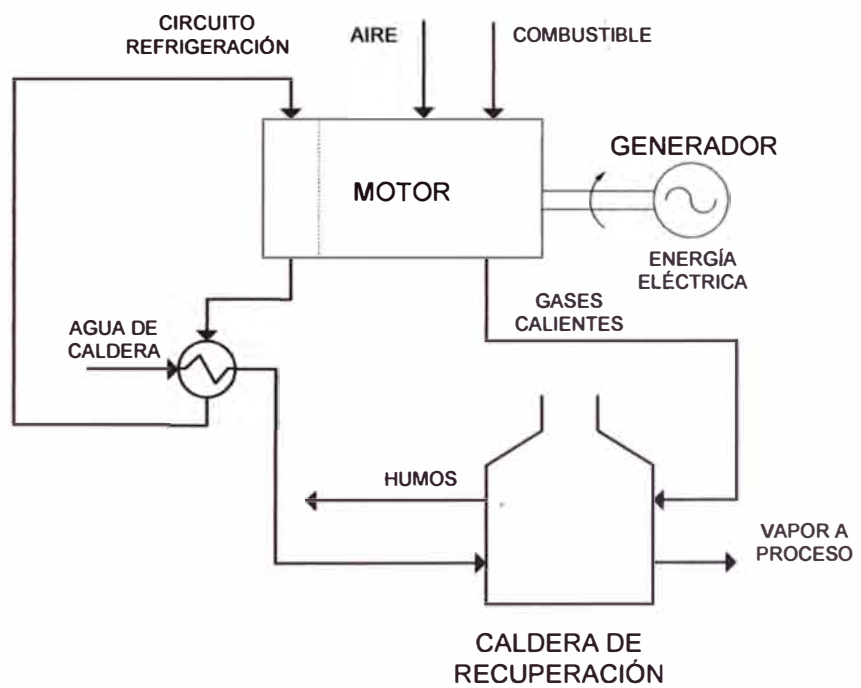 CIRCUITO
REFRIGERACIÓN
AIRE
COMBUSTIBLE
MOTOR
GENERADOR
ENERGÍA
ELÉCTRICA
GASES
CALIENTES
AGUA DE
CALDERA
HUMOS
VAPOR A
PROCESO
CALDERA DE
RECUPERACIÓN